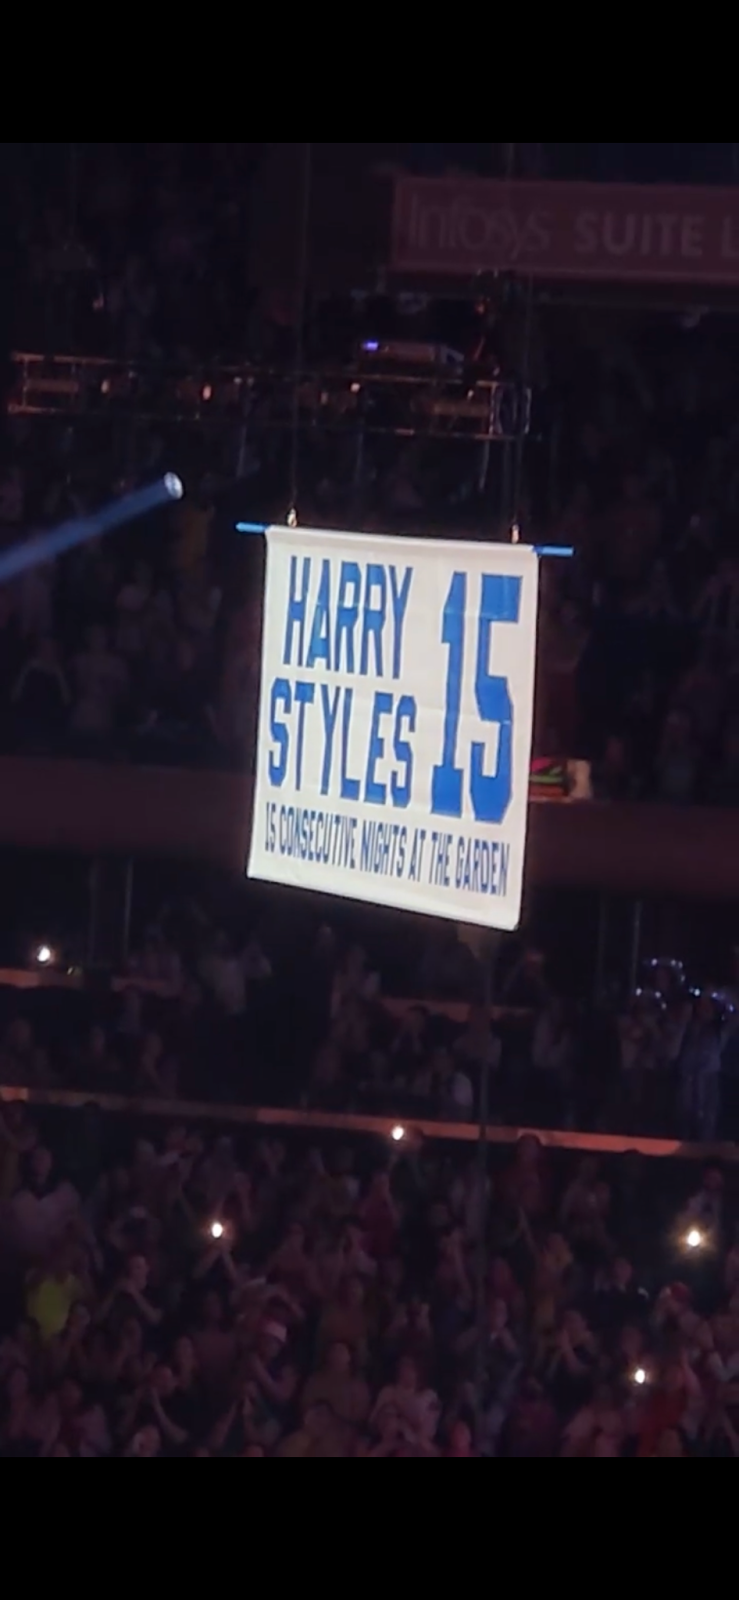 Infosys SUITE L
HARRY
STYLES
15
15 CONSECUTIVE NIGHTS AT THE GARDEN